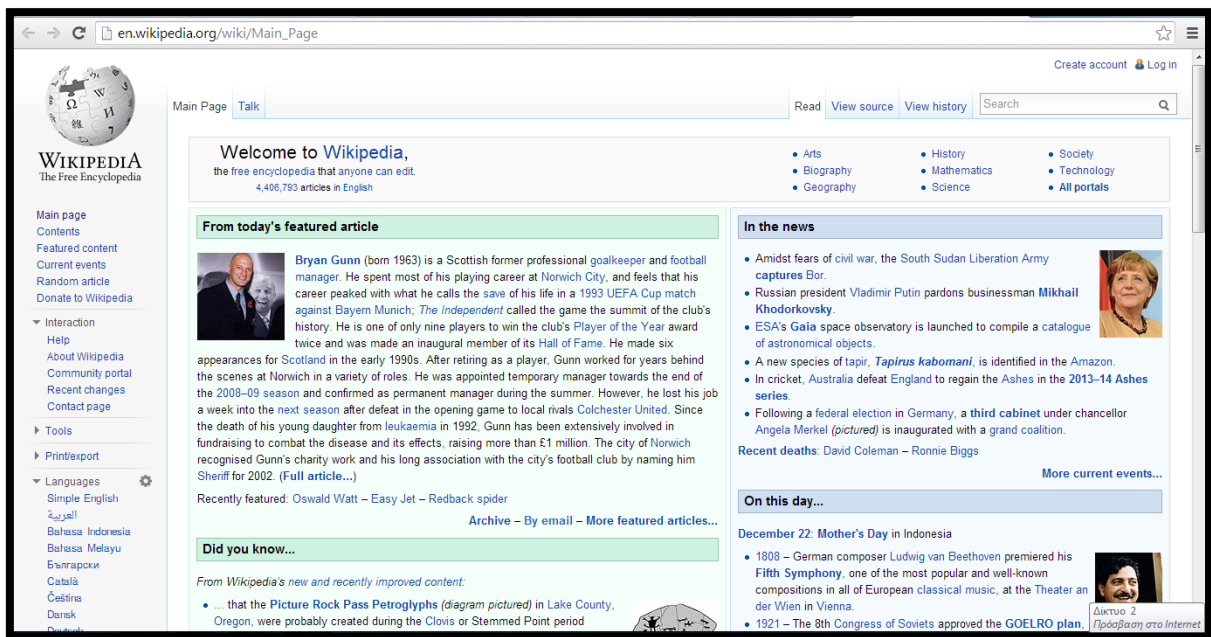 en.wikipedia.org/wiki/Main_Page
Create account Log in
WIKIPEDIA
The Free Encyclopedia
Main Page Talk
Read View source View history Search
Main page
Contents
Featured content
Current events
Random article
Donate to Wikipedia
Interaction
Help
About Wikipedia
Community portal
Recent changes
Contact page
Tools
Print/export
Languages
Simple English
العربية
Bahasa Indonesia
Bahasa Melayu
Български
Català
Čeština
Dansk
Deutsch
Welcome to Wikipedia,
the free encyclopedia that anyone can edit.
4,406,793 articles in English
• Arts
• Biography
• Geography
• History
• Mathematics
• Science
• Society
• Technology
• All portals
From today's featured article
Bryan Gunn (born 1963) is a Scottish former professional goalkeeper and football
manager. He spent most of his playing career at Norwich City, and feels that his
career peaked with what he calls the save of his life in a 1993 UEFA Cup match
against Bayern Munich; The Independent called the game the summit of the club's
history. He is one of only nine players to win the club's Player of the Year award
twice and was made an inaugural member of its Hall of Fame. He made six
appearances for Scotland in the early 1990s. After retiring as a player, Gunn worked for years behind
the scenes at Norwich in a variety of roles. He was appointed temporary manager towards the end of
the 2008–09 season and confirmed as permanent manager during the summer. However, he lost his job
a week into the next season after defeat in the opening game to local rivals Colchester United. Since
the death of his young daughter from leukaemia in 1992, Gunn has been extensively involved in
fundraising to combat the disease and its effects, raising more than £1 million. The city of Norwich
recognised Gunn's charity work and his long association with the city's football club by naming him
Sheriff for 2002. (Full article...)
Recently featured: Oswald Watt – Easy Jet – Redback spider
Archive – By email – More featured articles...
Did you know...
From Wikipedia's new and recently improved content:
• ... that the Picture Rock Pass Petroglyphs (diagram pictured) in Lake County,
Oregon, were probably created during the Clovis or Stemmed Point period
In the news
• Amidst fears of civil war, the South Sudan Liberation Army
captures Bor.
• Russian president Vladimir Putin pardons businessman Mikhail
Khodorkovsky.
• ESA's Gaia space observatory is launched to compile a catalogue
of astronomical objects.
• A new species of tapir, Tapirus kabomani, is identified in the Amazon.
• In cricket, Australia defeat England to regain the Ashes in the 2013–14 Ashes
series.
• Following a federal election in Germany, a third cabinet under chancellor
Angela Merkel (pictured) is inaugurated with a grand coalition.
Recent deaths: David Coleman – Ronnie Biggs
More current events...
On this day...
December 22: Mother's Day in Indonesia
• 1808 – German composer Ludwig van Beethoven premiered his
Fifth Symphony, one of the most popular and well-known
compositions in all of European classical music, at the Theater an
der Wien in Vienna.
• 1921 – The 8th Congress of Soviets approved the GOELRO plan,
Δίκτυο 2
Πρόσβαση στο Internet